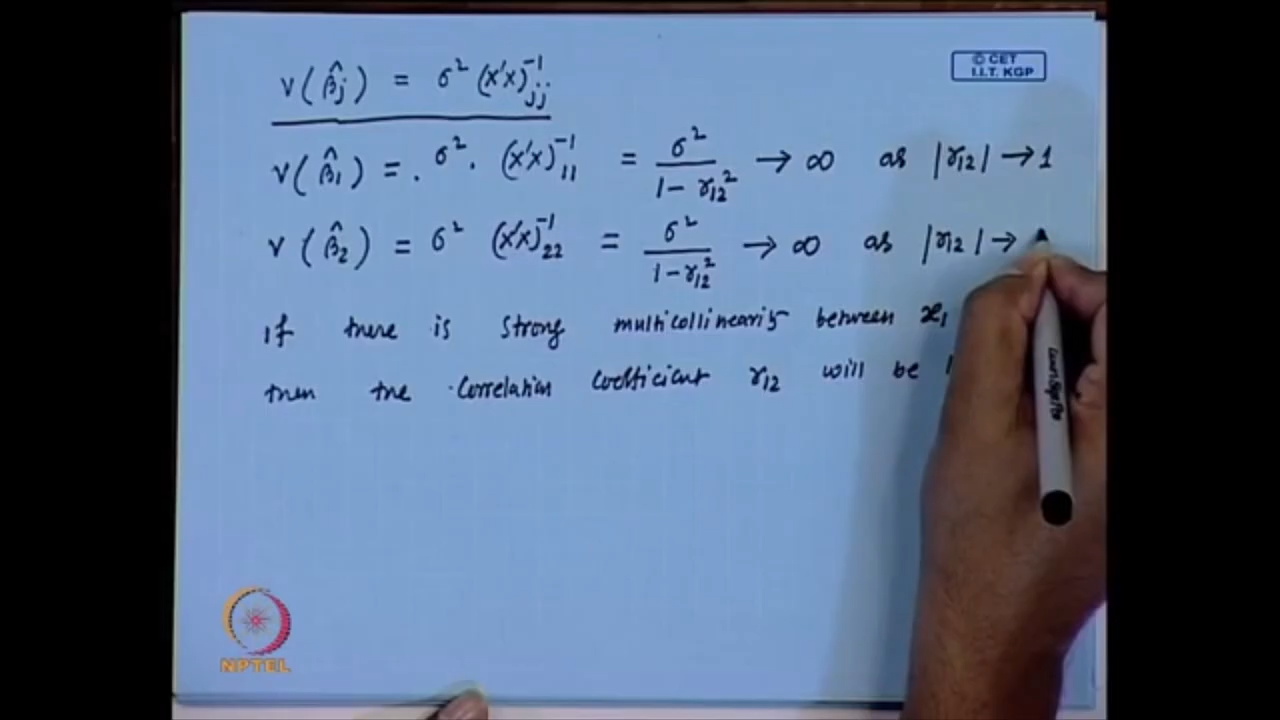 © CET
I.I.T. KGP
V(β̂j) = σ² (X'X)⁻¹jj
V(β̂1) = . σ² . (X'X)⁻¹11 = σ² / (1 - r12²) → ∞ as |r12| → 1
V(β̂2) = σ² (X'X)⁻¹22 = σ² / (1 - r12²) → ∞ as |r12| →
If there is strong multicollinearity between x1
then the correlation coefficient r12 will be
LuxorSignPen
NPTEL